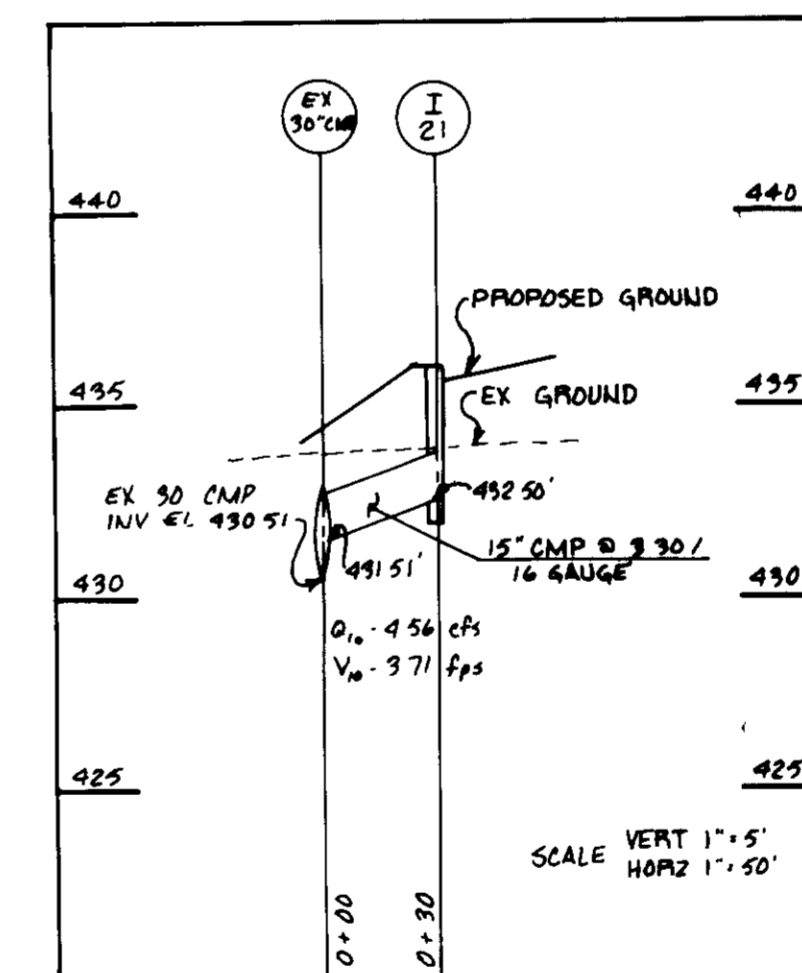 EX
30" CMP
I
21
440
440
PROPOSED GROUND
435
435
EX GROUND
EX 30 CMP
INV EL 430 51
432 50'
431 51'
15" CMP @ 3 30 /
16 GAUGE
430
430
Q₁₀ - 4 56 cfs
V₁₀ - 3 71 fps
425
425
SCALE VERT 1" = 5'
HORZ 1" = 50'
0 + 00
0 + 30